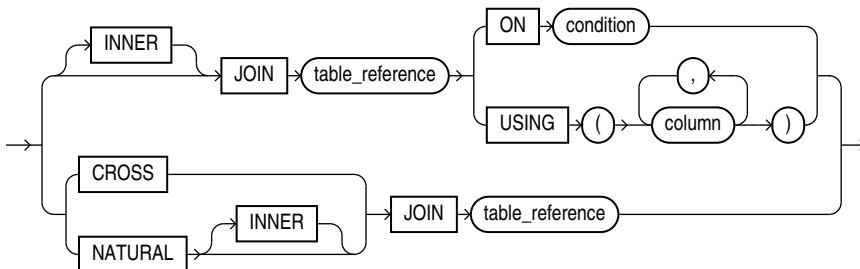 INNER
JOIN table_reference
ON condition
USING ( column , )
CROSS
NATURAL INNER
JOIN table_reference